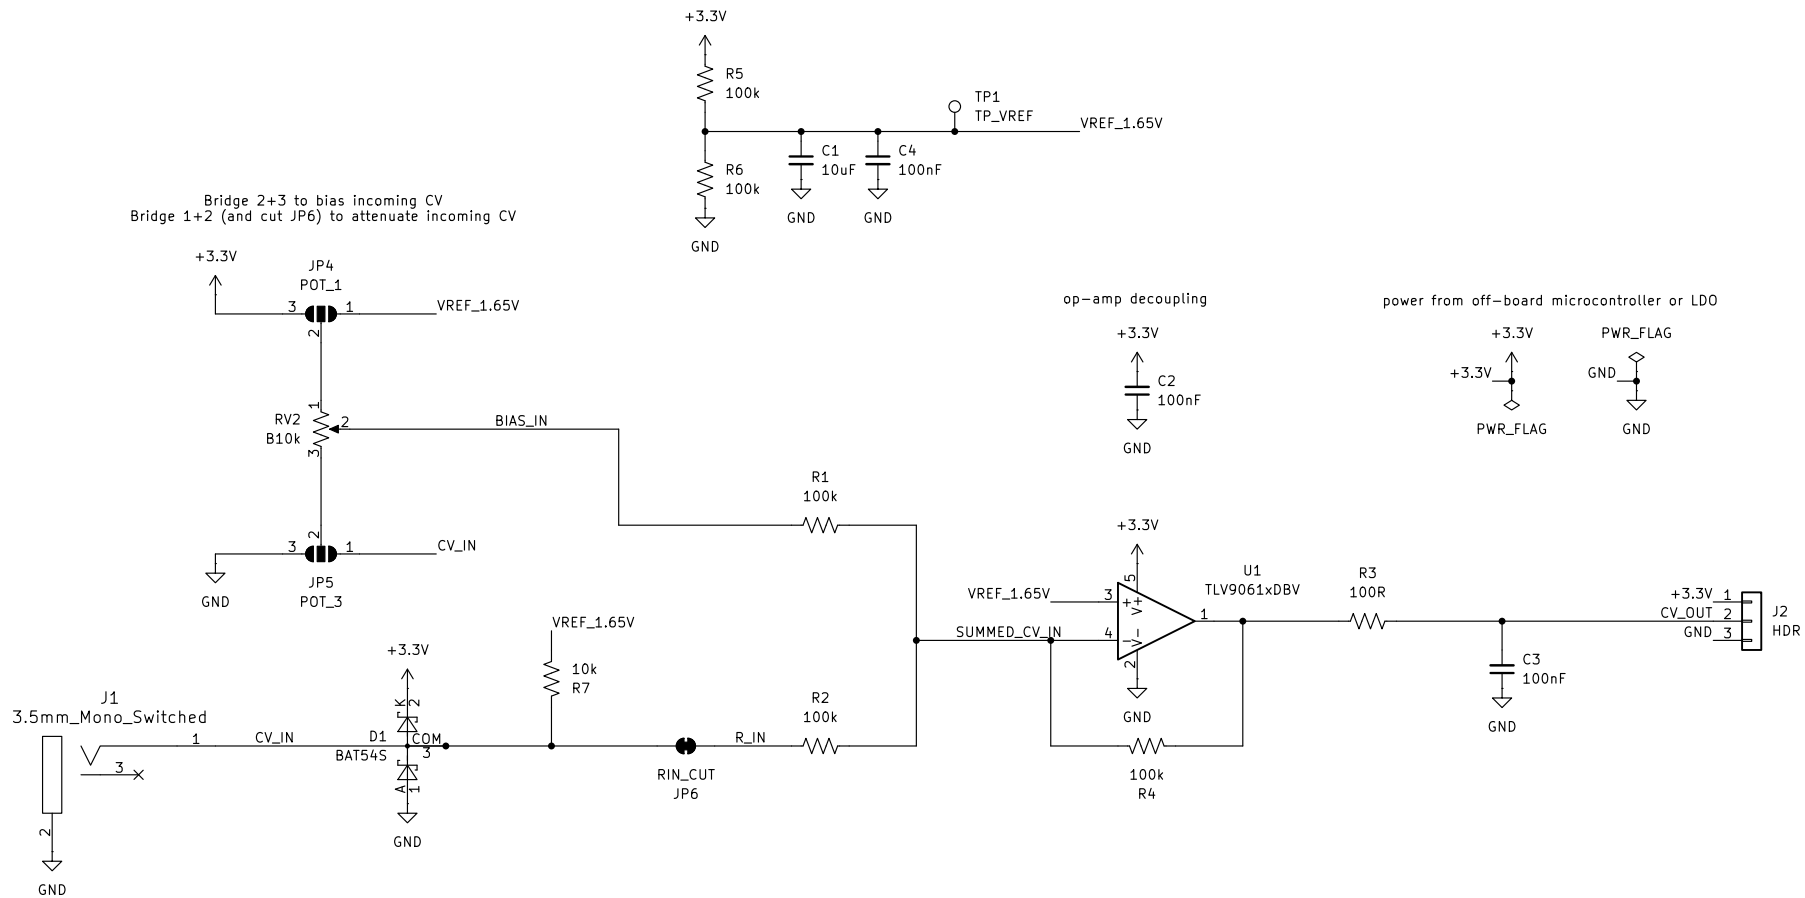 +3.3V
R5
100k
R6
100k
GND
C1
10uF
GND
C4
100nF
GND
TP1
TP_VREF
VREF_1.65V
Bridge 2+3 to bias incoming CV
Bridge 1+2 (and cut JP6) to attenuate incoming CV
+3.3V
JP4
POT_1
3
1
2
VREF_1.65V
RV2
B10k
1
2
3
BIAS_IN
2
3
1
CV_IN
GND
JP5
POT_3
op-amp decoupling
+3.3V
C2
100nF
GND
power from off-board microcontroller or LDO
+3.3V
+3.3V
PWR_FLAG
PWR_FLAG
GND
GND
R1
100k
J1
3.5mm_Mono_Switched
1
3
2
GND
CV_IN
+3.3V
K
2
D1
BAT54S
COM
3
A
1
GND
VREF_1.65V
10k
R7
RIN_CUT
JP6
R_IN
R2
100k
SUMMED_CV_IN
VREF_1.65V
+3.3V
5
3
4
+
V+
-
V-
2
1
GND
U1
TLV9061xDBV
100k
R4
R3
100R
C3
100nF
GND
+3.3V
1
CV_OUT
2
GND
3
J2
HDR